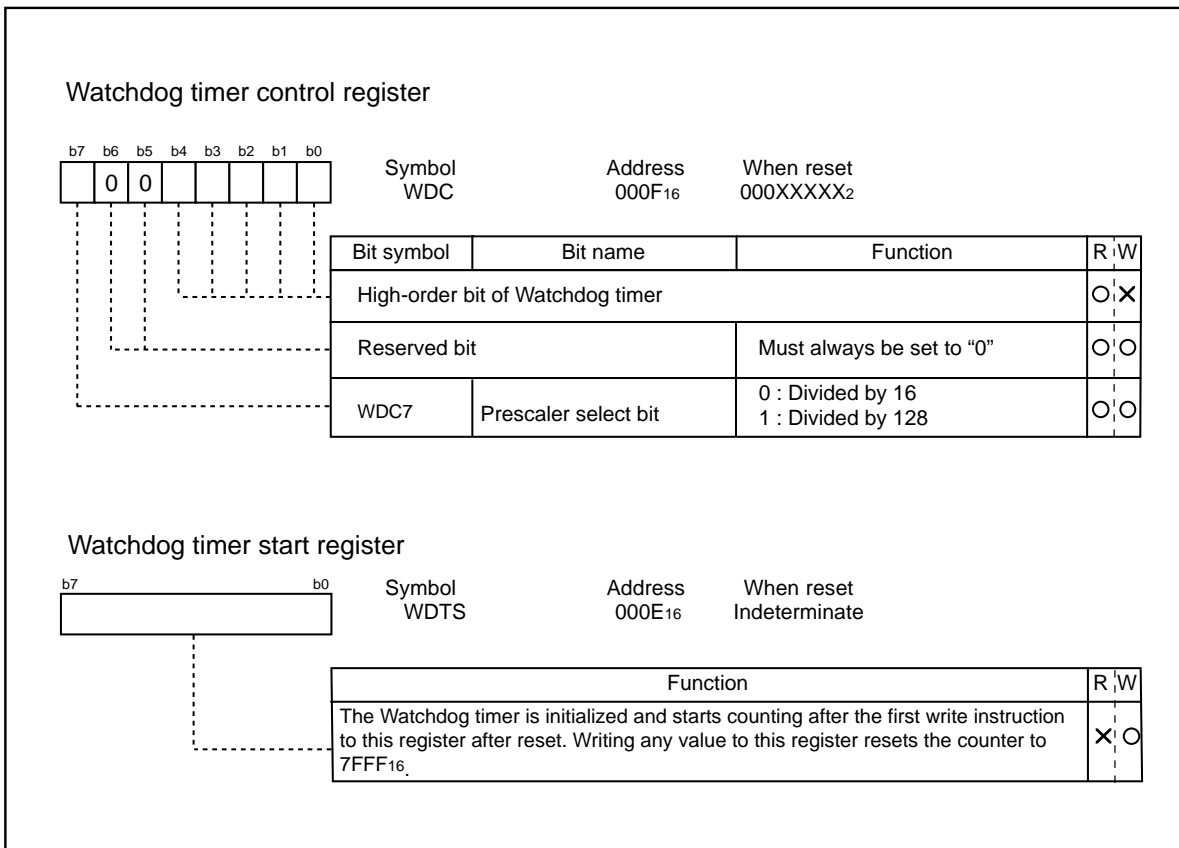 Watchdog timer control register
b7 b6 b5 b4 b3 b2 b1 b0
0 0
Symbol Address When reset
WDC 000F16 000XXXXX2
Bit symbol Bit name Function R W
High-order bit of Watchdog timer O X
Reserved bit Must always be set to “0” O O
WDC7 Prescaler select bit 0 : Divided by 16
1 : Divided by 128 O O
Watchdog timer start register
b7 b0
Symbol Address When reset
WDTS 000E16 Indeterminate
Function R W
The Watchdog timer is initialized and starts counting after the first write instruction
to this register after reset. Writing any value to this register resets the counter to X O
7FFF16.